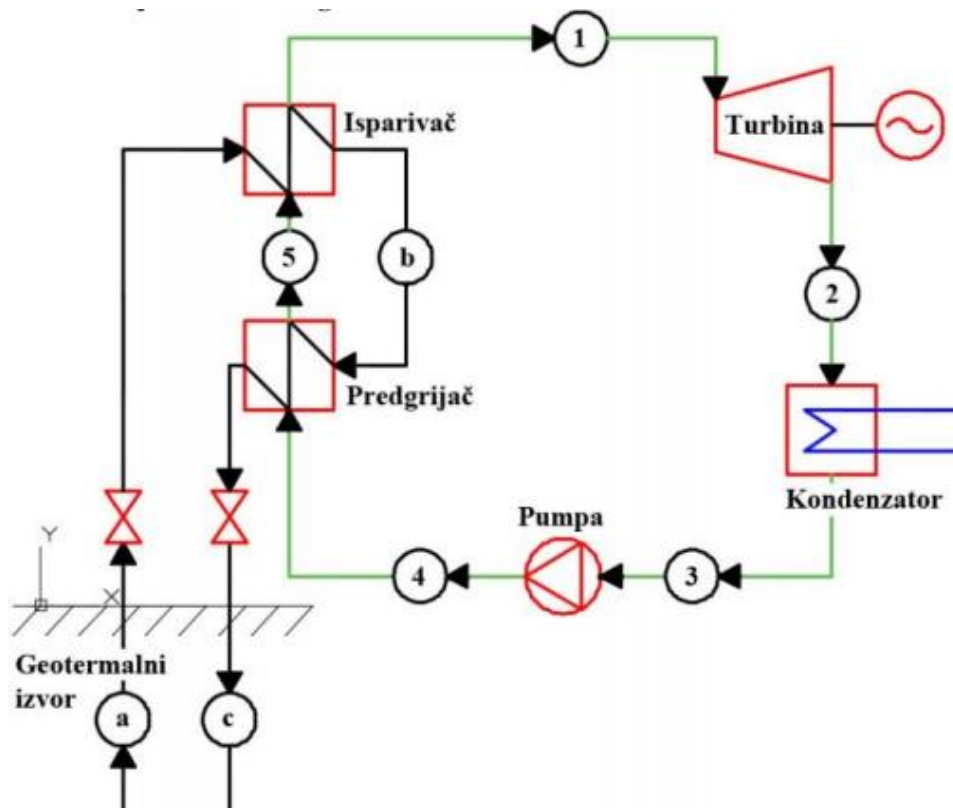 1
Isparivač
Turbina
5
b
2
Predgrijač
Kondenzator
Pumpa
Y
4
3
X
Geotermalni
izvor
a
c